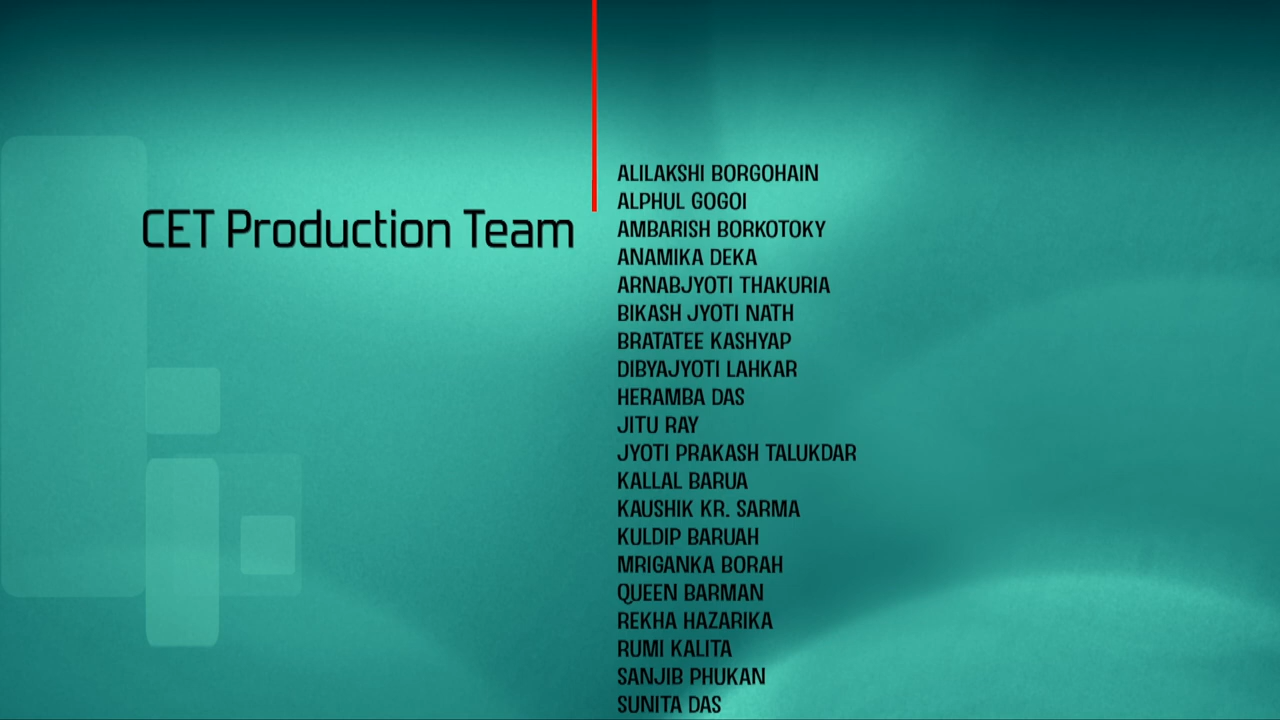 CET Production Team
ALILAKSHI BORGOHAIN
ALPHUL GOGOI
AMBARISH BORKOTOKY
ANAMIKA DEKA
ARNABJYOTI THAKURIA
BIKASH JYOTI NATH
BRATATEE KASHYAP
DIBYAJYOTI LAHKAR
HERAMBA DAS
JITU RAY
JYOTI PRAKASH TALUKDAR
KALLAL BARUA
KAUSHIK KR. SARMA
KULDIP BARUAH
MRIGANKA BORAH
QUEEN BARMAN
REKHA HAZARIKA
RUMI KALITA
SANJIB PHUKAN
SUNITA DAS